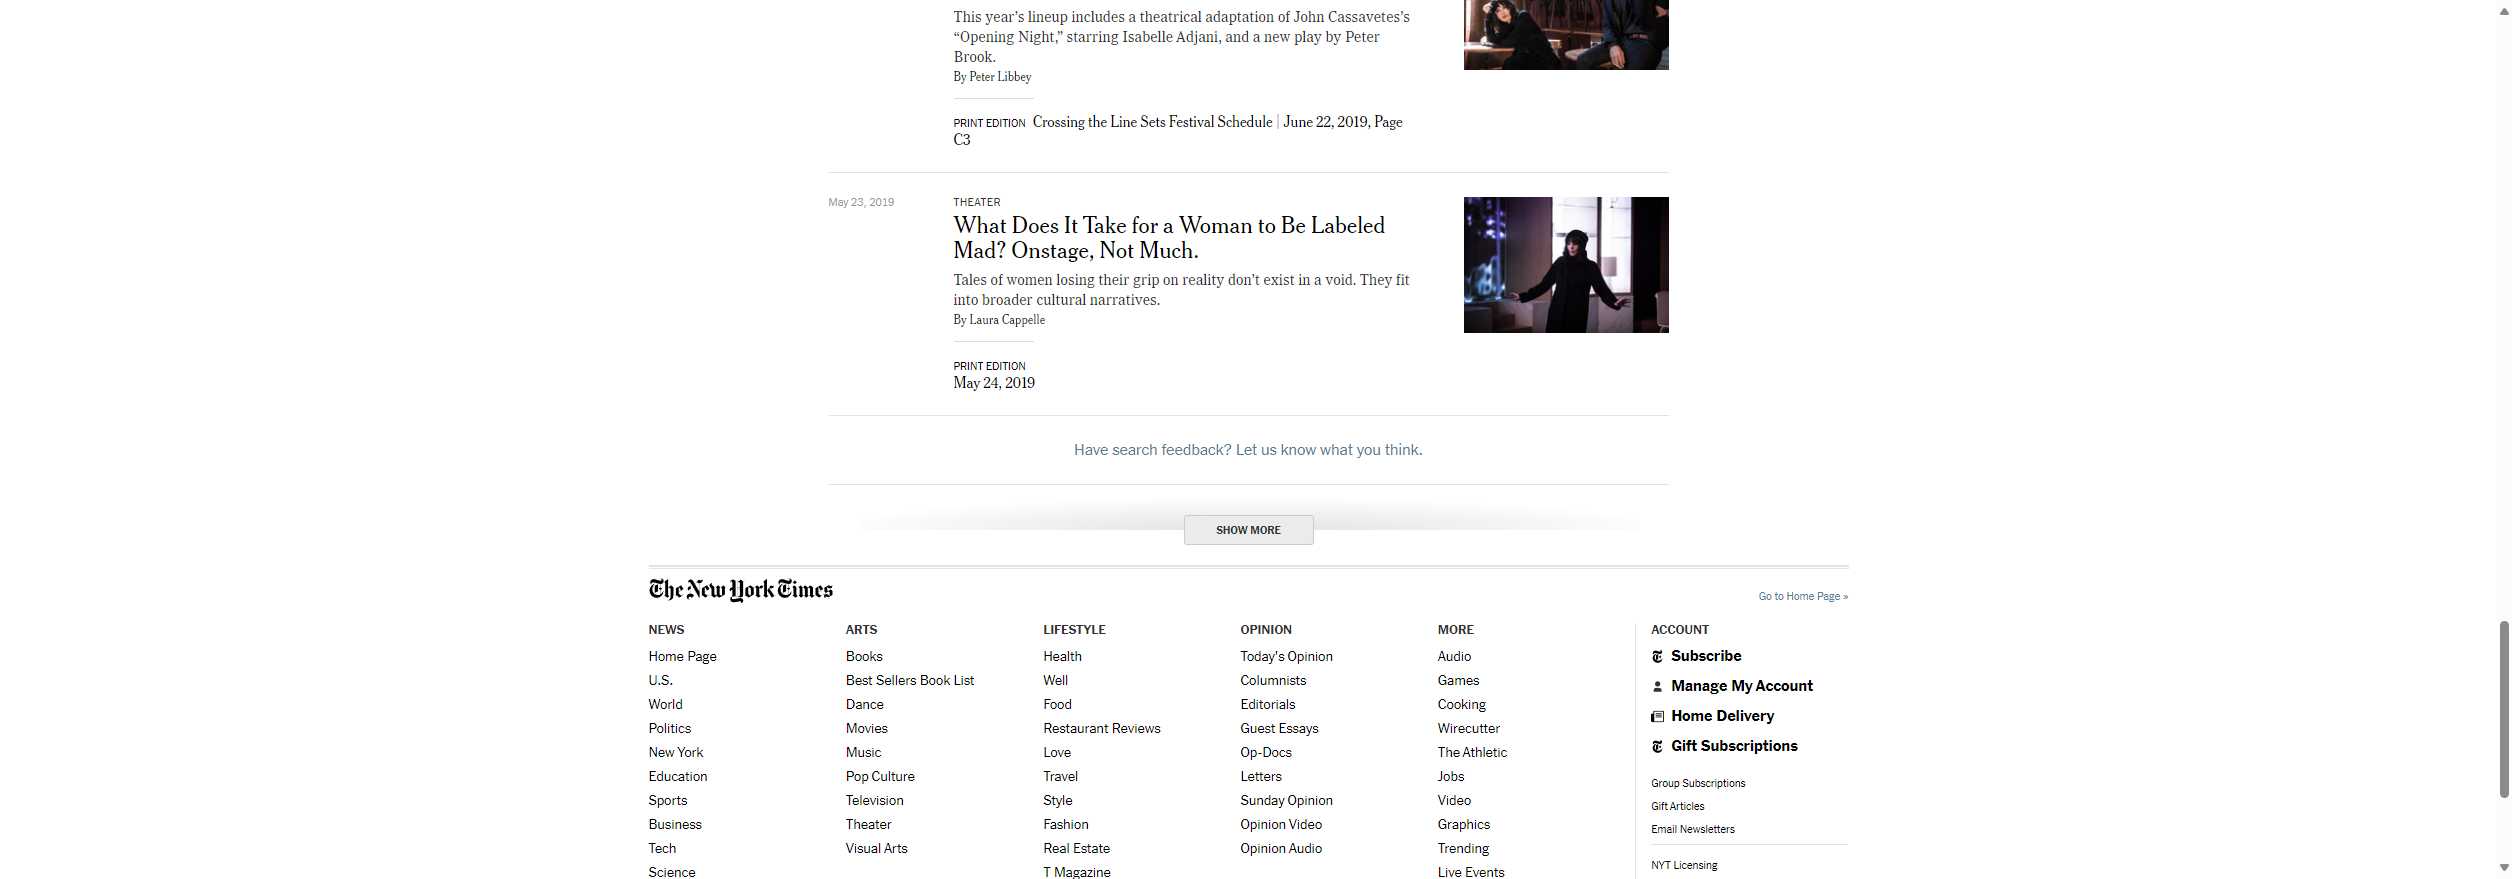 This year’s lineup includes a theatrical adaptation of John Cassavetes’s
“Opening Night,” starring Isabelle Adjani, and a new play by Peter
Brook.
By Peter Libbey
PRINT EDITION Crossing the Line Sets Festival Schedule | June 22, 2019, Page
C3
May 23, 2019
THEATER
What Does It Take for a Woman to Be Labeled
Mad? Onstage, Not Much.
Tales of women losing their grip on reality don’t exist in a void. They fit
into broader cultural narratives.
By Laura Cappelle
PRINT EDITION
May 24, 2019
Have search feedback? Let us know what you think.
SHOW MORE
The New York Times
Go to Home Page »
NEWS
Home Page
U.S.
World
Politics
New York
Education
Sports
Business
Tech
Science
ARTS
Books
Best Sellers Book List
Dance
Movies
Music
Pop Culture
Television
Theater
Visual Arts
LIFESTYLE
Health
Well
Food
Restaurant Reviews
Love
Travel
Style
Fashion
Real Estate
T Magazine
OPINION
Today's Opinion
Columnists
Editorials
Guest Essays
Op-Docs
Letters
Sunday Opinion
Opinion Video
Opinion Audio
MORE
Audio
Games
Cooking
Wirecutter
The Athletic
Jobs
Video
Graphics
Trending
Live Events
ACCOUNT
Subscribe
Manage My Account
Home Delivery
Gift Subscriptions
Group Subscriptions
Gift Articles
Email Newsletters
NYT Licensing